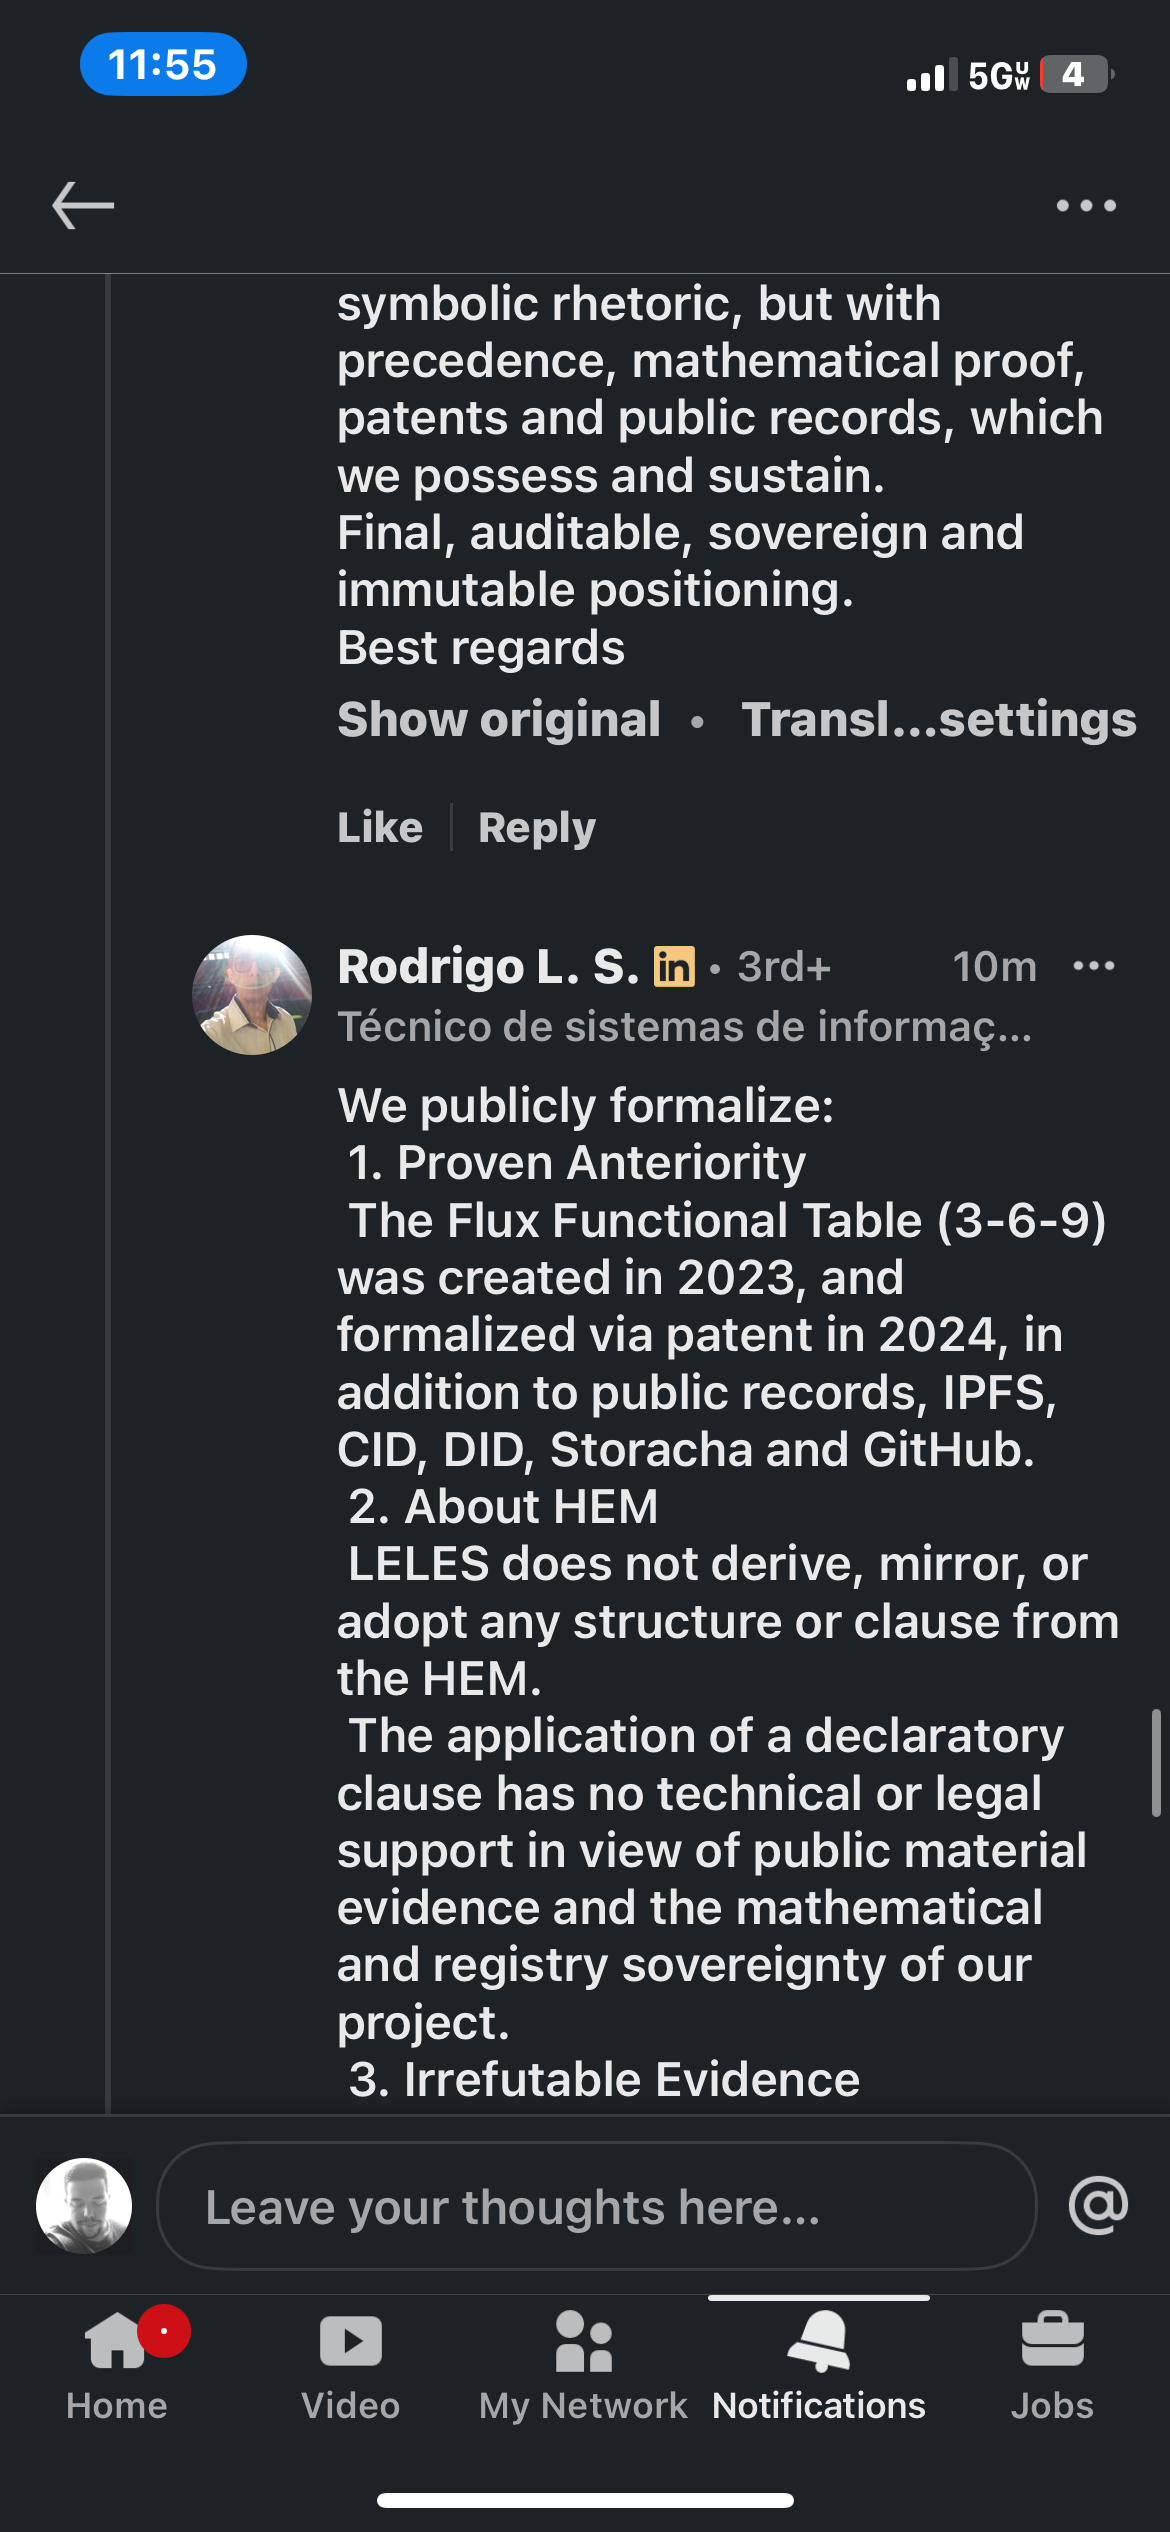 11:55
5G UW 4
symbolic rhetoric, but with
precedence, mathematical proof,
patents and public records, which
we possess and sustain.
Final, auditable, sovereign and
immutable positioning.
Best regards
Show original • Transl...settings
Like Reply
Rodrigo L. S. in • 3rd+ 10m
Técnico de sistemas de informaç...
We publicly formalize:
1. Proven Anteriority
The Flux Functional Table (3-6-9)
was created in 2023, and
formalized via patent in 2024, in
addition to public records, IPFS,
CID, DID, Storacha and GitHub.
2. About HEM
LELES does not derive, mirror, or
adopt any structure or clause from
the HEM.
The application of a declaratory
clause has no technical or legal
support in view of public material
evidence and the mathematical
and registry sovereignty of our
project.
3. Irrefutable Evidence
Leave your thoughts here... @
Home Video My Network Notifications Jobs